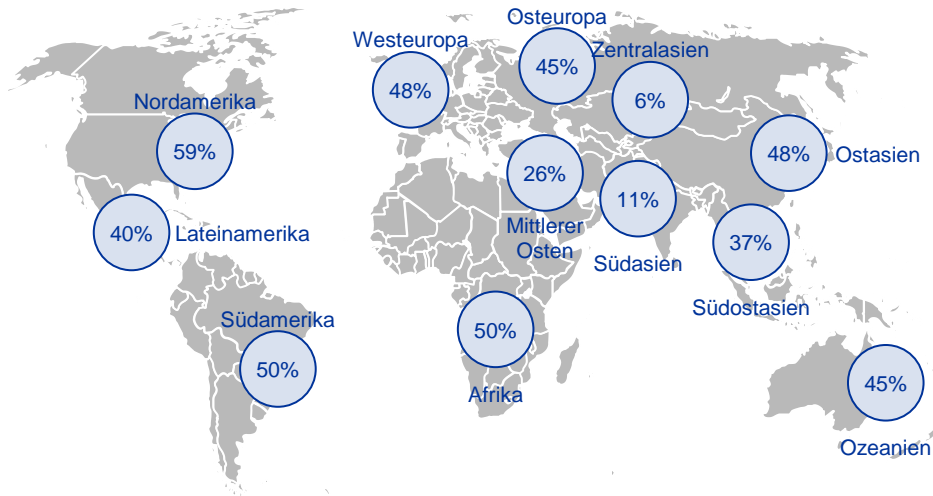 Osteuropa
45%
Westeuropa
48%
Zentralasien
6%
Nordamerika
59%
48%
Ostasien
26%
Mittlerer
Osten
11%
Südasien
40%
Lateinamerika
37%
Südostasien
Südamerika
50%
50%
Afrika
45%
Ozeanien